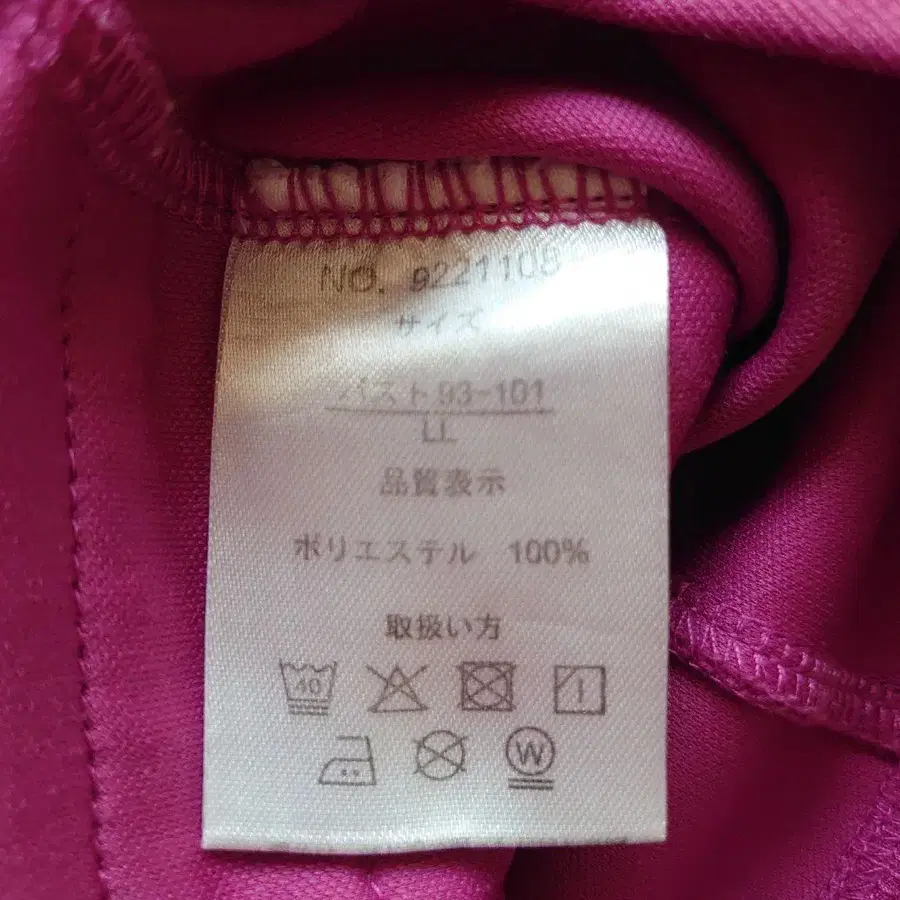 NO. 9221108
サイズ
バスト93-101
LL
品質表示
ポリエステル 100%
取扱い方
40
W